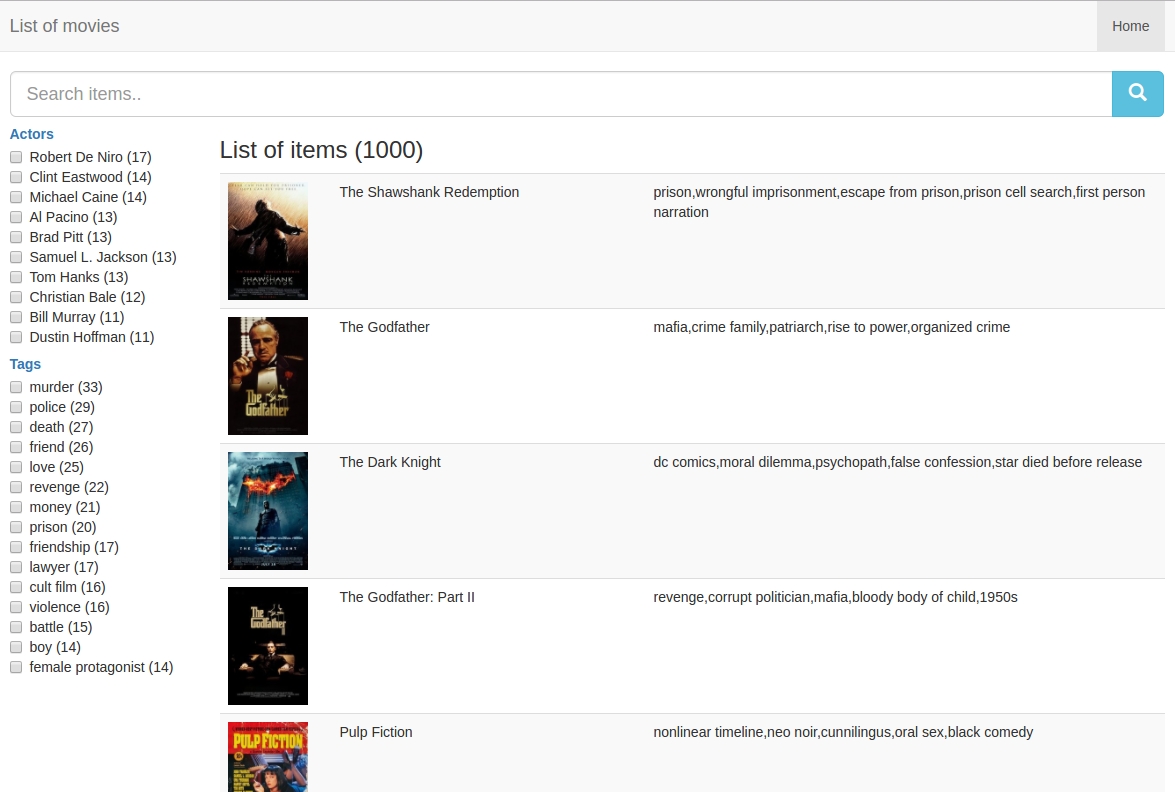 List of movies
Home
Search items..
Actors
Robert De Niro (17)
Clint Eastwood (14)
Michael Caine (14)
Al Pacino (13)
Brad Pitt (13)
Samuel L. Jackson (13)
Tom Hanks (13)
Christian Bale (12)
Bill Murray (11)
Dustin Hoffman (11)
Tags
murder (33)
police (29)
death (27)
friend (26)
love (25)
revenge (22)
money (21)
prison (20)
friendship (17)
lawyer (17)
cult film (16)
violence (16)
battle (15)
boy (14)
female protagonist (14)
List of items (1000)
SHAWSHANK
REDEMPTION
The Shawshank Redemption
prison,wrongful imprisonment,escape from prison,prison cell search,first person
narration
The
Godfather
The Godfather
mafia,crime family,patriarch,rise to power,organized crime
THE DARK KNIGHT
The Dark Knight
dc comics,moral dilemma,psychopath,false confession,star died before release
The
Godfather
II
The Godfather: Part II
revenge,corrupt politician,mafia,bloody body of child,1950s
PULP FICTION
Pulp Fiction
nonlinear timeline,neo noir,cunnilingus,oral sex,black comedy